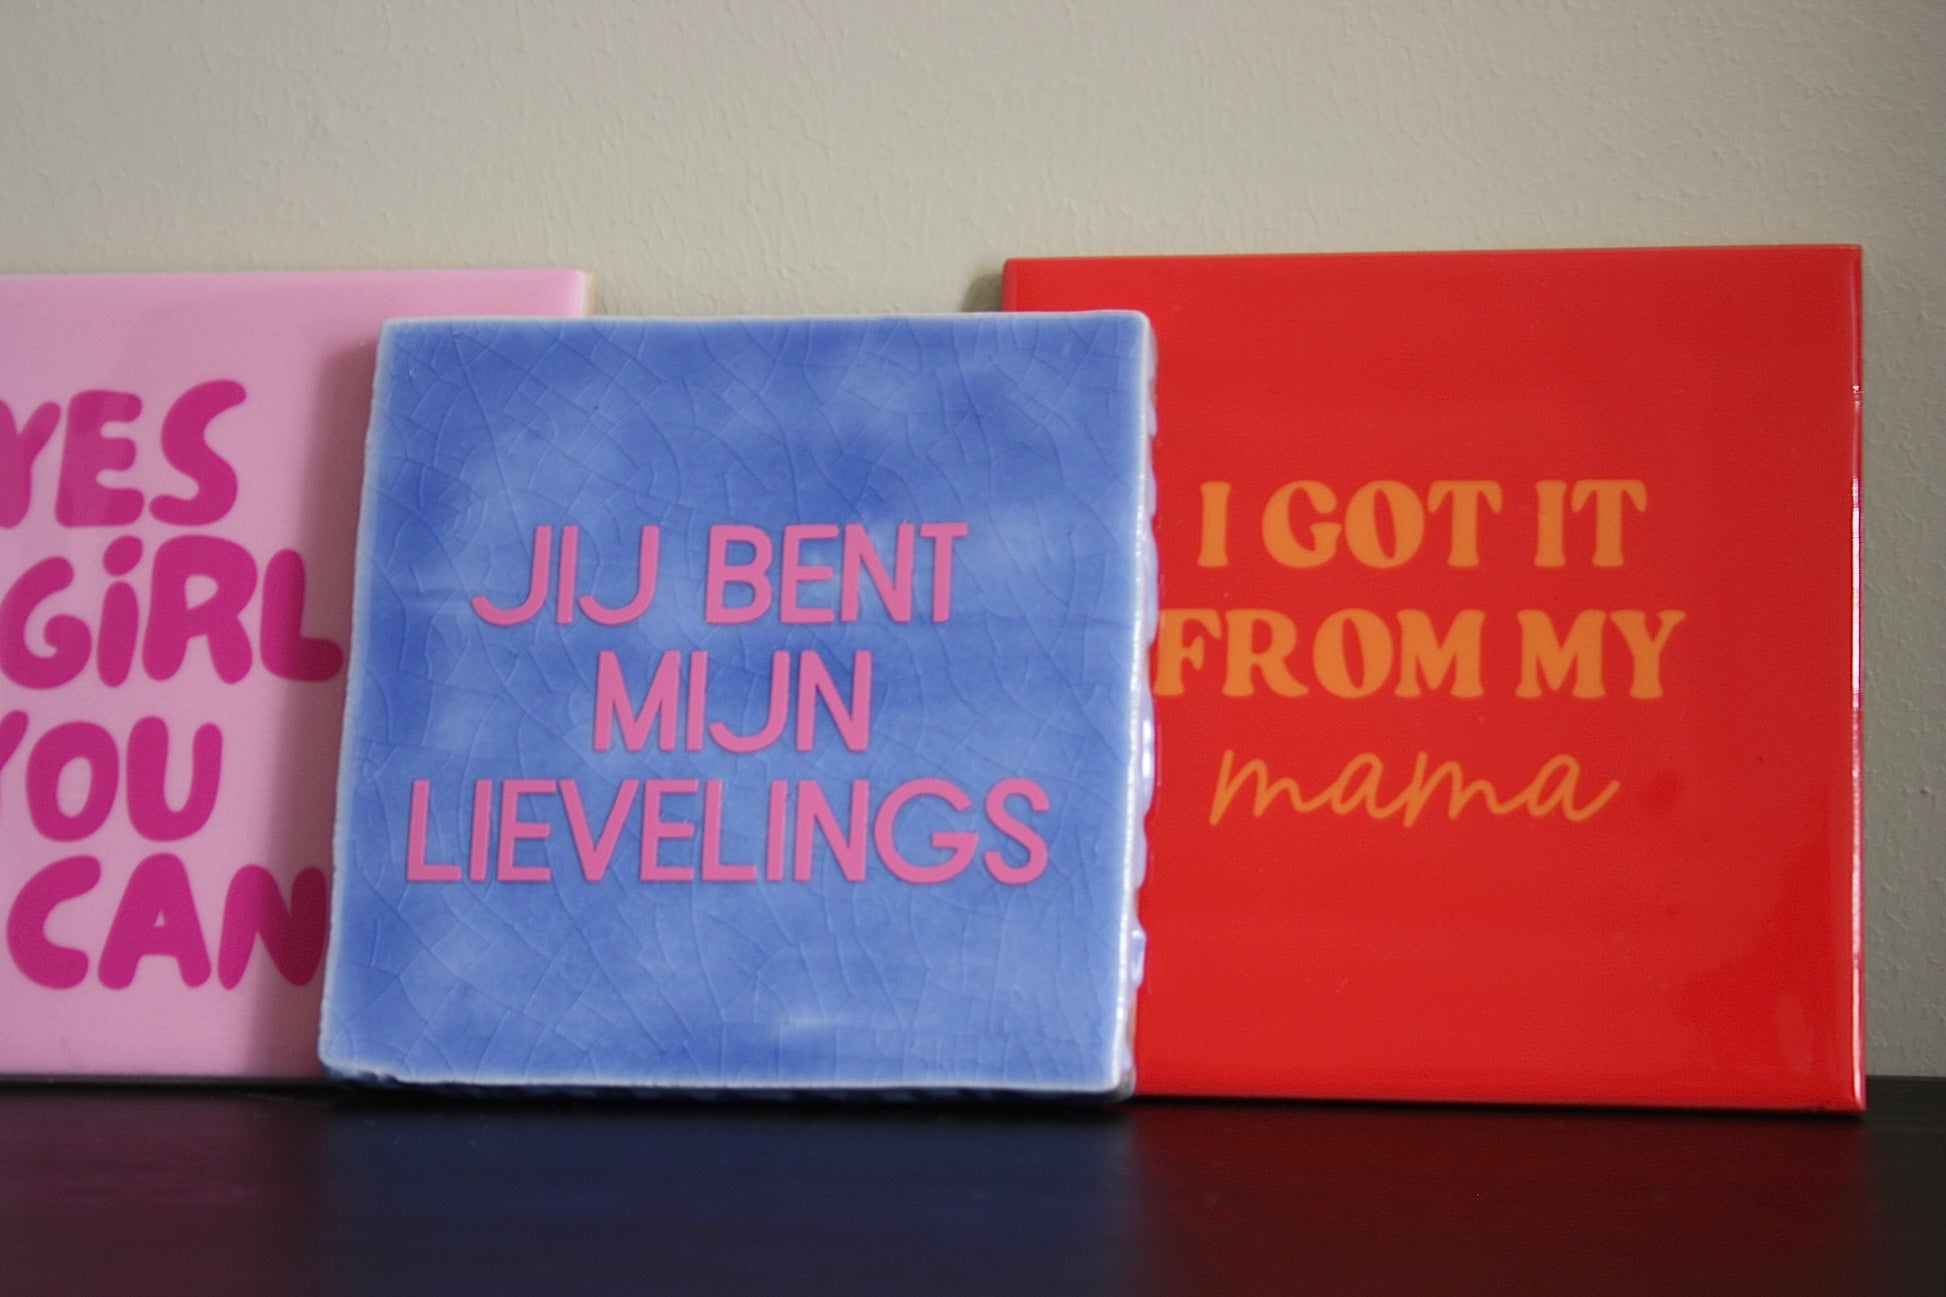 YES
GiRL
YOU
CAN
JIJ BENT
MIJN
LIEVELINGS
I GOT IT
FROM MY
mama